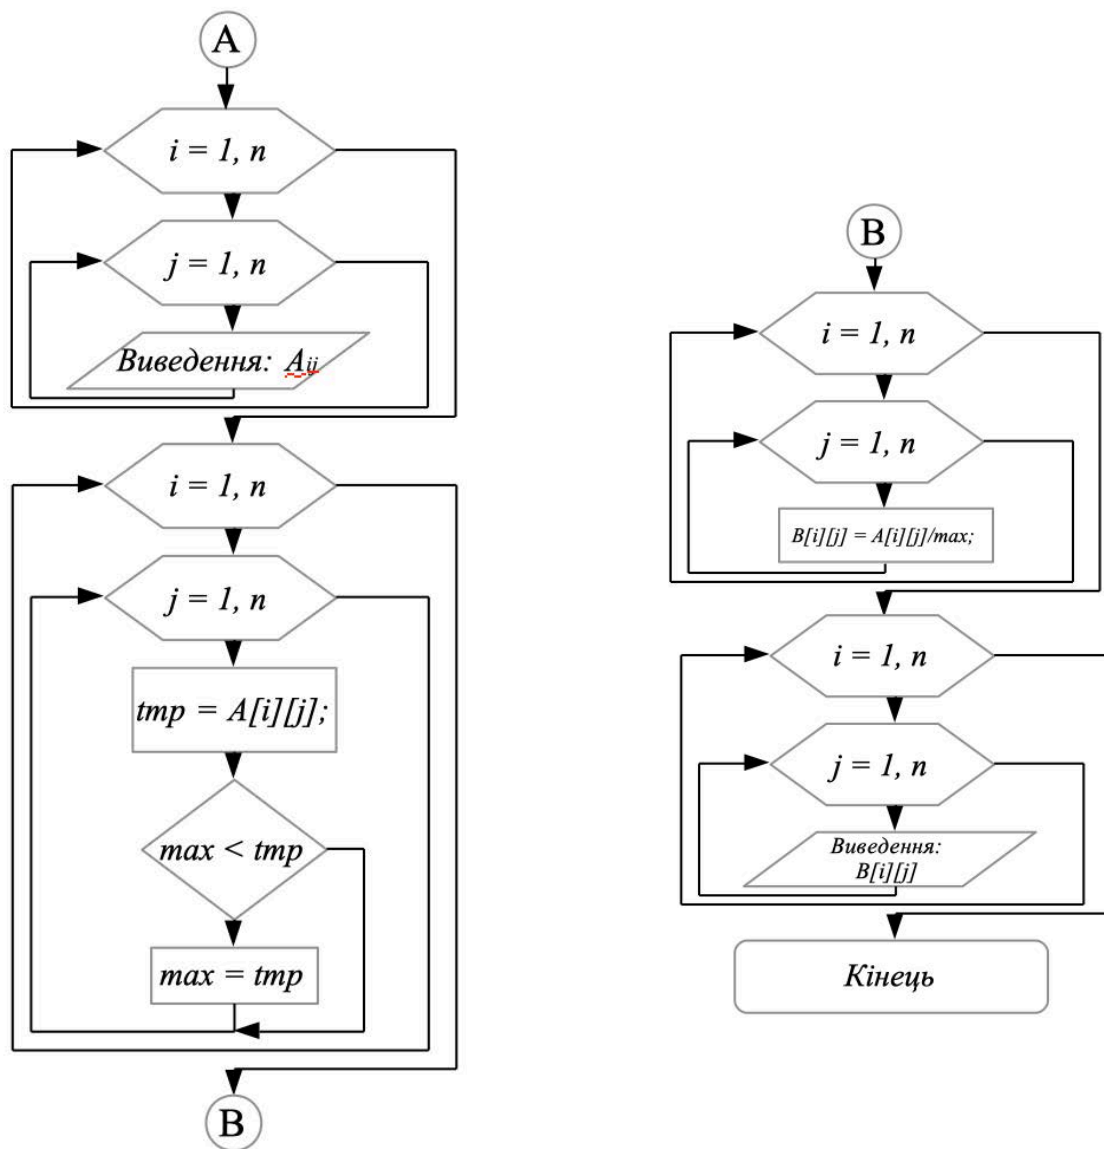 A
i = 1, n
j = 1, n
Виведення: Aij
i = 1, n
j = 1, n
tmp = A[i][j];
max < tmp
max = tmp
B
B
i = 1, n
j = 1, n
B[i][j] = A[i][j]/max;
i = 1, n
j = 1, n
Виведення:
B[i][j]
Кінець